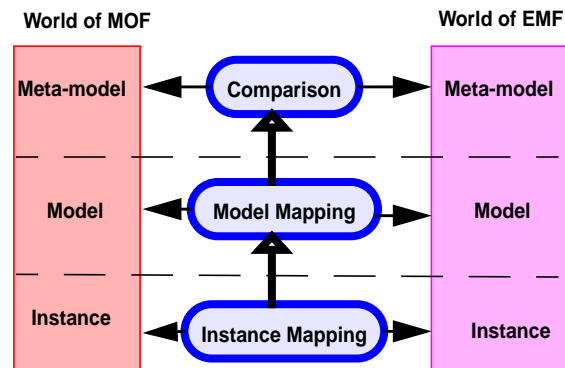 World of MOF
World of EMF
Meta-model
Comparison
Meta-model
Model
Model Mapping
Model
Instance
Instance Mapping
Instance